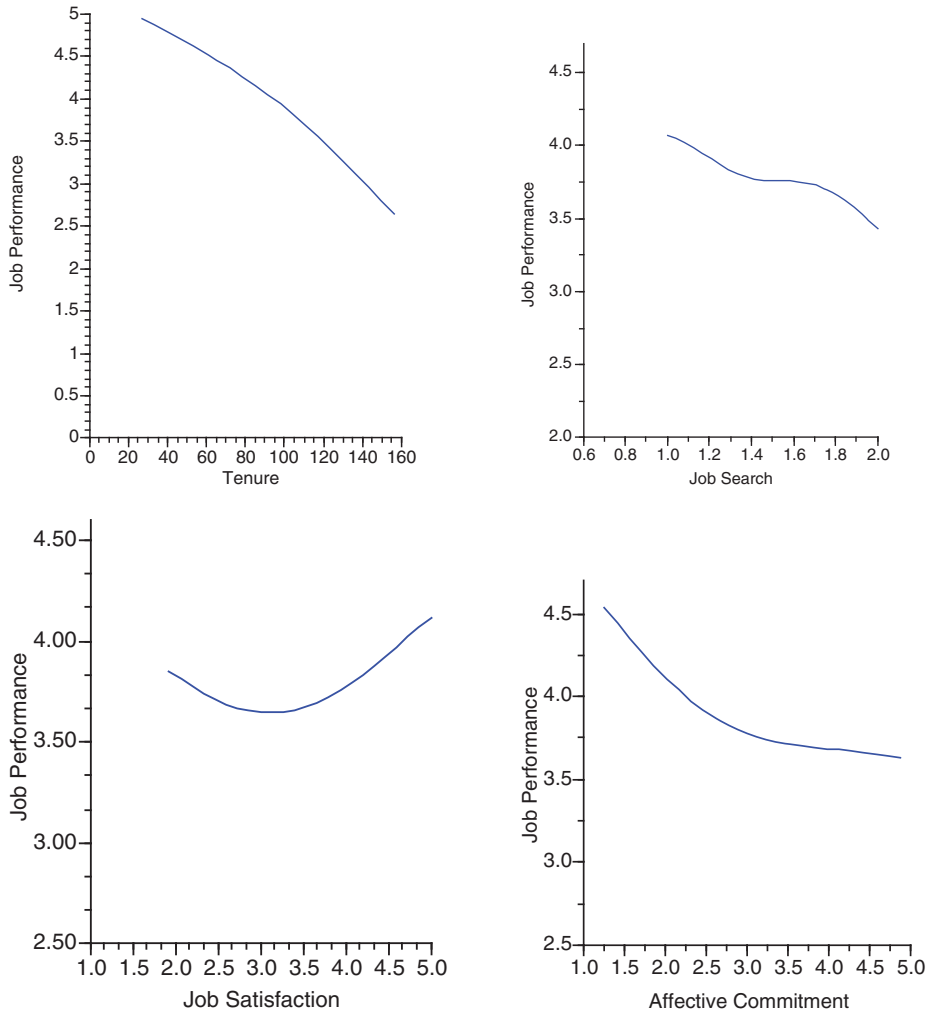 5
4.5
4
3.5
3
2.5
2
1.5
1
0.5
0
Job Performance
0 20 40 60 80 100 120 140 160
Tenure
4.5
4.0
3.5
3.0
2.5
2.0
Job Performance
0.6 0.8 1.0 1.2 1.4 1.6 1.8 2.0
Job Search
4.50
4.00
3.50
3.00
2.50
Job Performance
1.0 1.5 2.0 2.5 3.0 3.5 4.0 4.5 5.0
Job Satisfaction
4.5
4.0
3.5
3.0
2.5
Job Performance
1.0 1.5 2.0 2.5 3.0 3.5 4.0 4.5 5.0
Affective Commitment